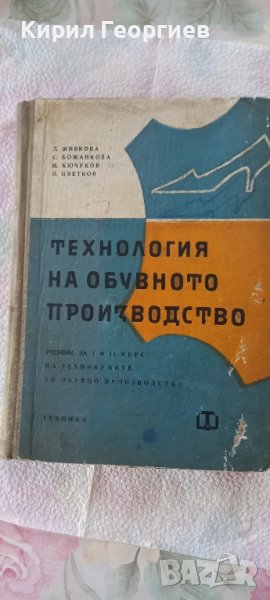 Кирил Георгиев
Л. ЖИВКОВА
С. БОЖАНКОВА
М. КЮЧУКОВ
П. ЦВЕТКОВ
ТЕХНОЛОГИЯ
НА ОБУВНОТО
ПРОИЗВОДСТВО
УЧЕБНИК ЗА I И II КУРС
НА ТЕХНИКУМИТЕ
ПО ОБУВНО ПРОИЗВОДСТВО
ТЕХНИКА
BAZAR